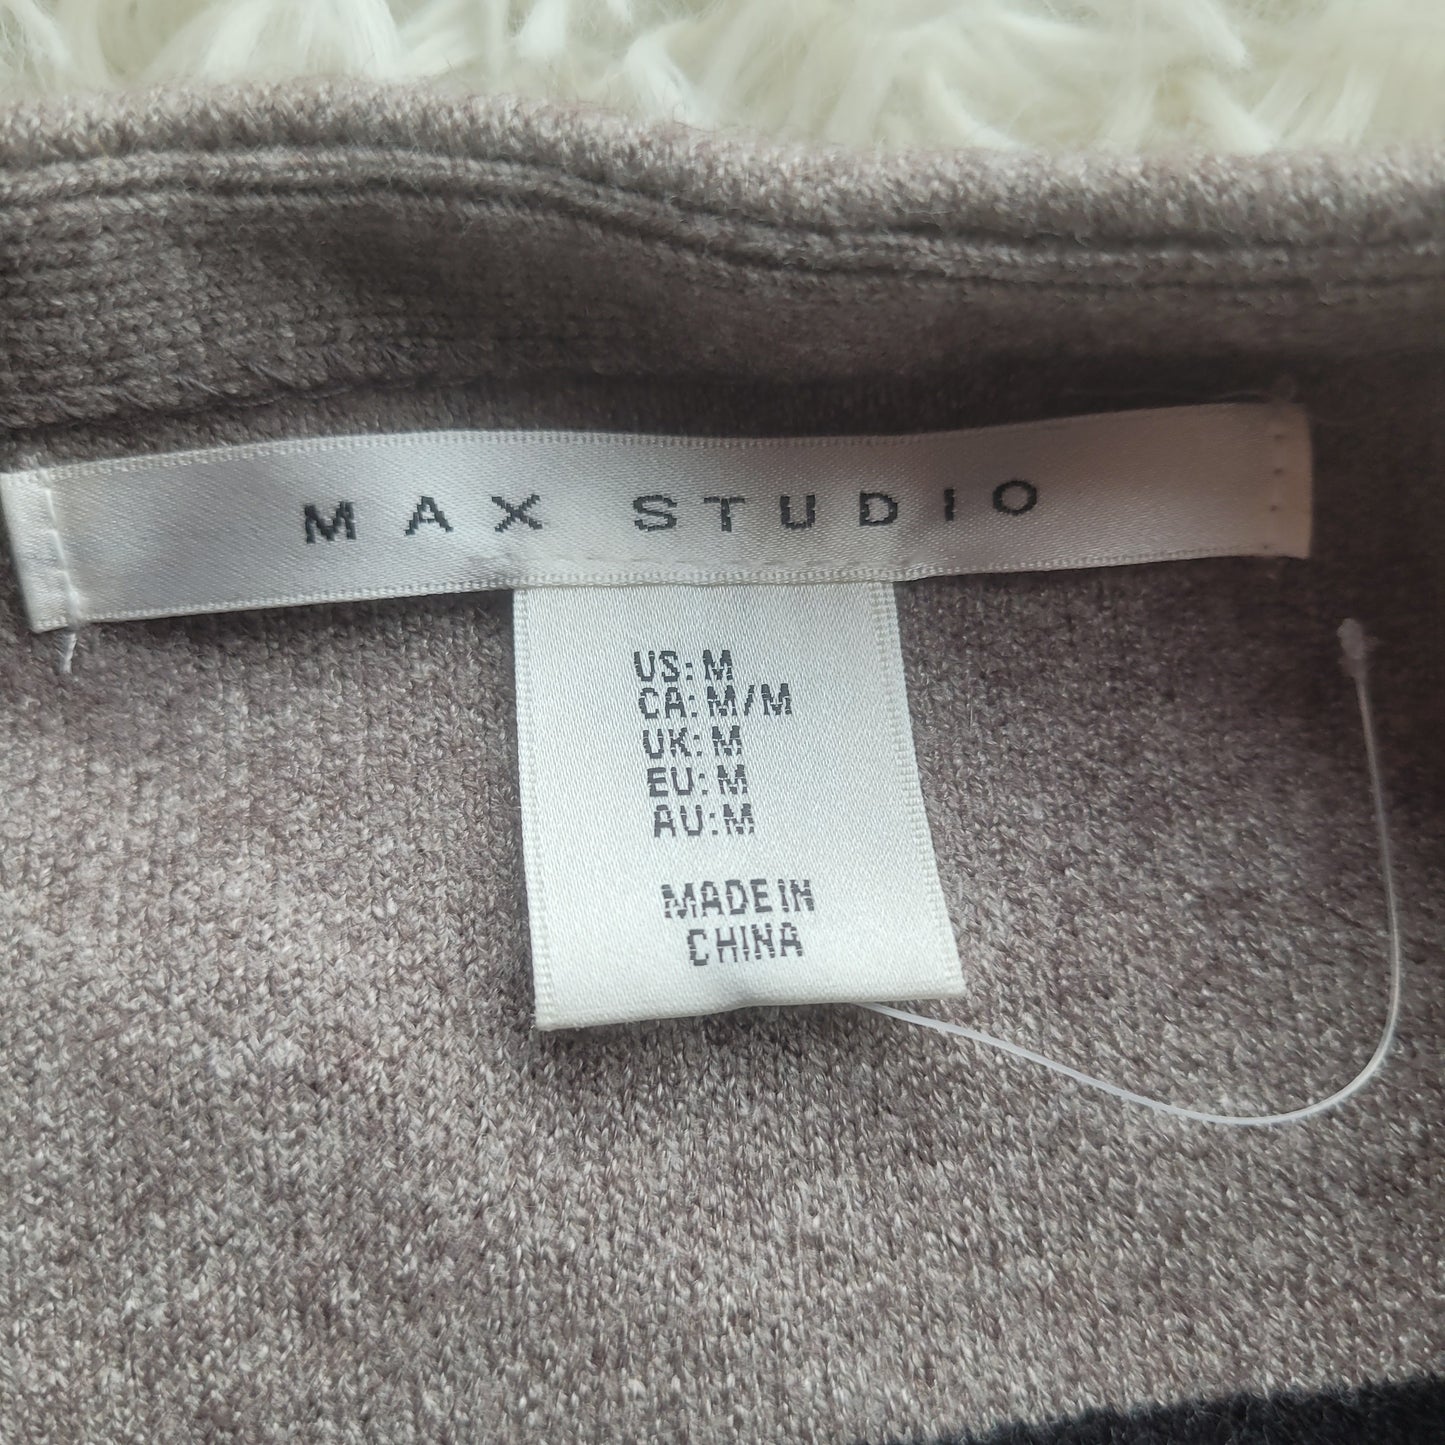 MAX STUDIO
US: M
CA: M/M
UK: M
EU: M
AU: M
MADE IN
CHINA